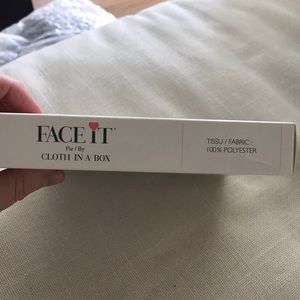 FACE IT
Par / By
CLOTH IN A BOX
TISSU / FABRIC :
100% POLYESTER